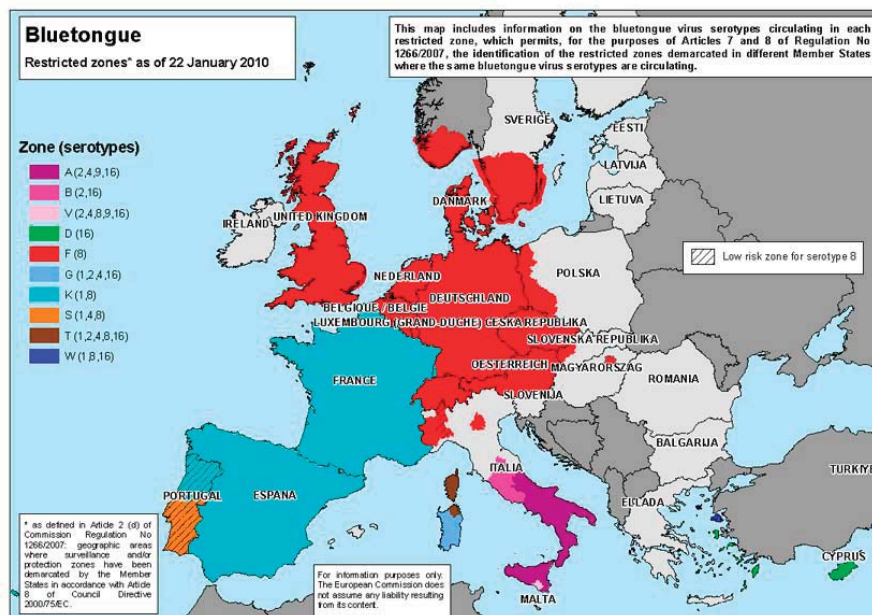 Bluetongue
Restricted zones* as of 22 January 2010
This map includes information on the bluetongue virus serotypes circulating in each
restricted zone, which permits, for the purposes of Articles 7 and 8 of Regulation No
1266/2007, the identification of the restricted zones demarcated in different Member States
where the same bluetongue virus serotypes are circulating.
Zone (serotypes)
A (2,4,9,16)
B (2,16)
V (2,4,8,9,16)
D (16)
F (8)
G (1,2,4,16)
K (1,8)
S (1,4,8)
T (1,2,4,8,16)
W (1,8,16)
SVERIGE
EESTI
LATVIJA
LIETUVA
DANMARK
IRELAND
UNITED KINGDOM
Low risk zone for serotype 8
NEDERLAND
POLSKA
DEUTSCHLAND
BELGIQUE / BELGIE
LUXEMBOURG (GRAND-DUCHE)
CESKA REPUBLIKA
SLOVENSKA REPUBLIKA
OESTERREICH
MAGYARORSZAG
FRANCE
SLOVENIJA
ROMANIA
BALGARIJA
ITALIA
TURKIYE
PORTUGAL
ESPANA
ELLADA
CYPRUS
MALTA
* as defined in Article 2 (d) of
Commission Regulation No
1266/2007: geographic areas
where surveillance and/or
protection zones have been
demarcated by the Member
States in accordance with Article
8 of Council Directive
2000/75/EC.
For information purposes only.
The European Commission does
not assume any liability resulting
from its content.